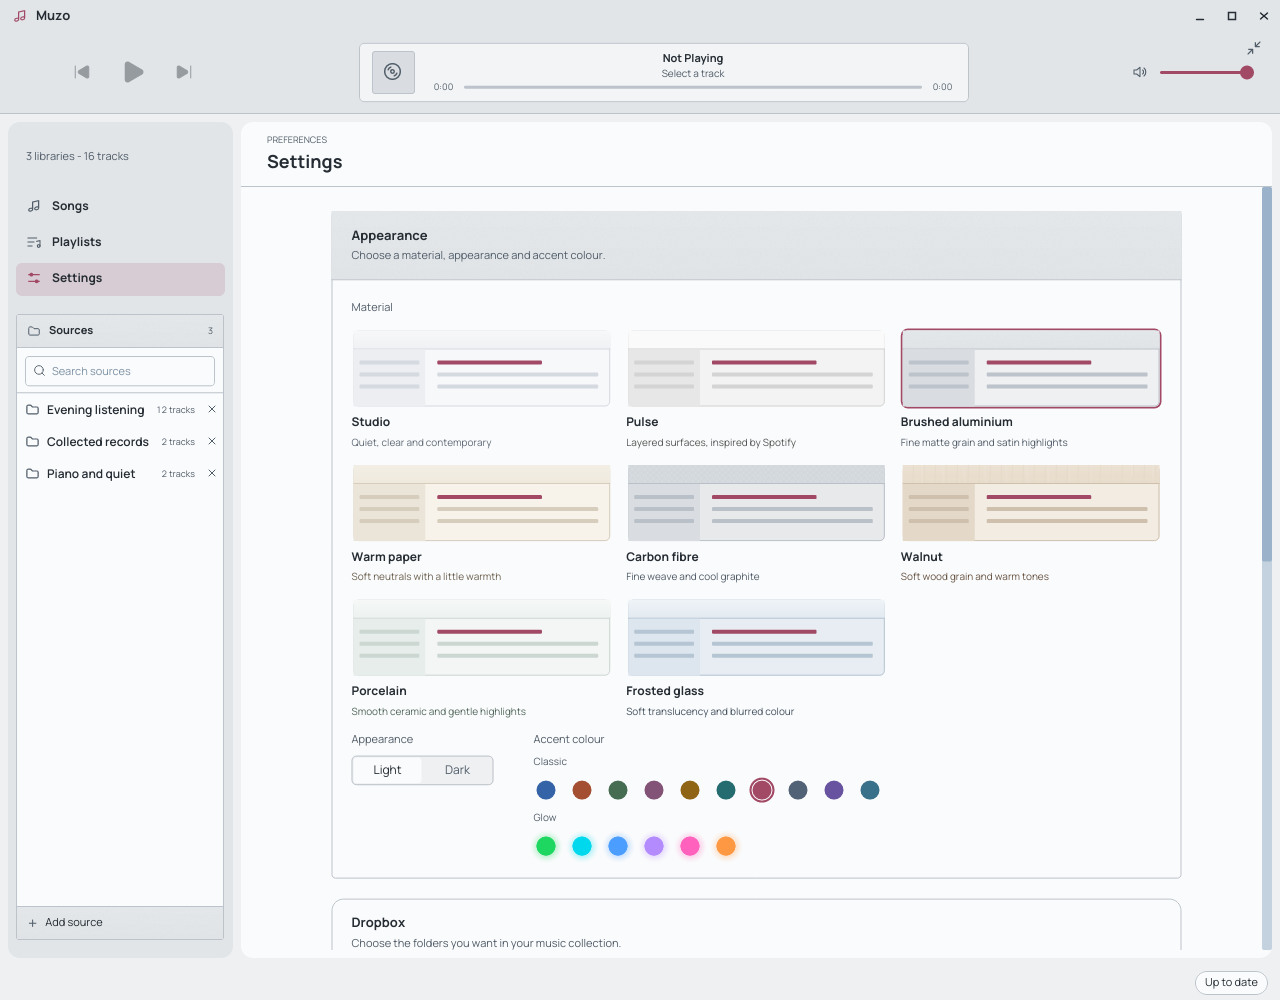 Muzo
Not Playing
Select a track
0:00
0:00
3 libraries - 16 tracks
Songs
Playlists
Settings
Sources
3
Search sources
Evening listening 12 tracks
Collected records 2 tracks
Piano and quiet 2 tracks
Add source
PREFERENCES
Settings
Appearance
Choose a material, appearance and accent colour.
Material
Studio
Quiet, clear and contemporary
Pulse
Layered surfaces, inspired by Spotify
Brushed aluminium
Fine matte grain and satin highlights
Warm paper
Soft neutrals with a little warmth
Carbon fibre
Fine weave and cool graphite
Walnut
Soft wood grain and warm tones
Porcelain
Smooth ceramic and gentle highlights
Frosted glass
Soft translucency and blurred colour
Appearance
Light
Dark
Accent colour
Classic
Glow
Dropbox
Choose the folders you want in your music collection.
Up to date